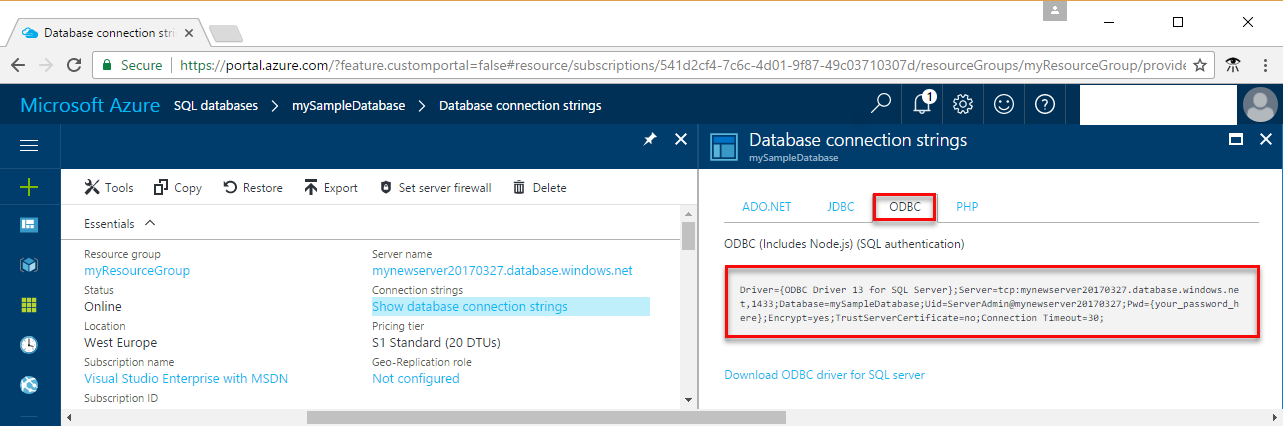 Database connection stri
Secure
https://portal.azure.com/?feature.customportal=false#resource/subscriptions/541d2cf4-7c6c-4d01-9f87-49c03710307d/resourceGroups/myResourceGroup/provide
Microsoft Azure SQL databases > mySampleDatabase > Database connection strings
1
Database connection strings
mySampleDatabase
Tools Copy Restore Export Set server firewall Delete
Essentials
Resource group
myResourceGroup
Status
Online
Location
West Europe
Subscription name
Visual Studio Enterprise with MSDN
Subscription ID
Server name
mynewserver20170327.database.windows.net
Connection strings
Show database connection strings
Pricing tier
S1 Standard (20 DTUs)
Geo-Replication role
Not configured
ADO.NET JDBC ODBC PHP
ODBC (Includes Node.js) (SQL authentication)
Driver={ODBC Driver 13 for SQL Server};Server=tcp:mynewserver20170327.database.windows.ne
t,1433;Database=mySampleDatabase;Uid=ServerAdmin@mynewserver20170327;Pwd={your_password_h
ere};Encrypt=yes;TrustServerCertificate=no;Connection Timeout=30;
Download ODBC driver for SQL server